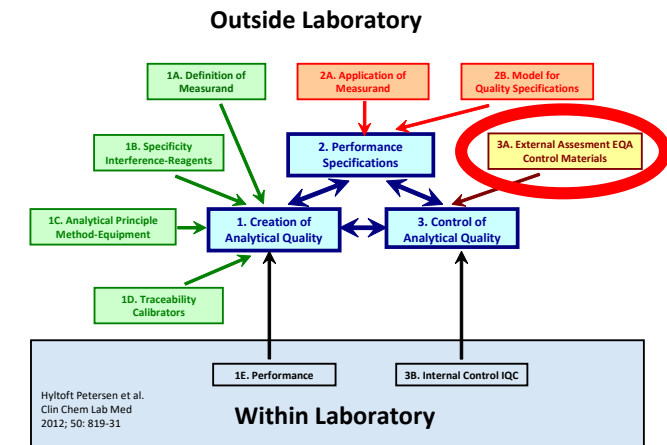 Outside Laboratory
1A. Definition of
Measurand
2A. Application of
Measurand
2B. Model for
Quality Specifications
1B. Specificity
Interference-Reagents
2. Performance
Specifications
3A. External Assesment EQA
Control Materials
1C. Analytical Principle
Method-Equipment
1. Creation of
Analytical Quality
3. Control of
Analytical Quality
1D. Traceability
Calibrators
1E. Performance
3B. Internal Control IQC
Hyltoft Petersen et al.
Clin Chem Lab Med
2012; 50: 819-31
Within Laboratory